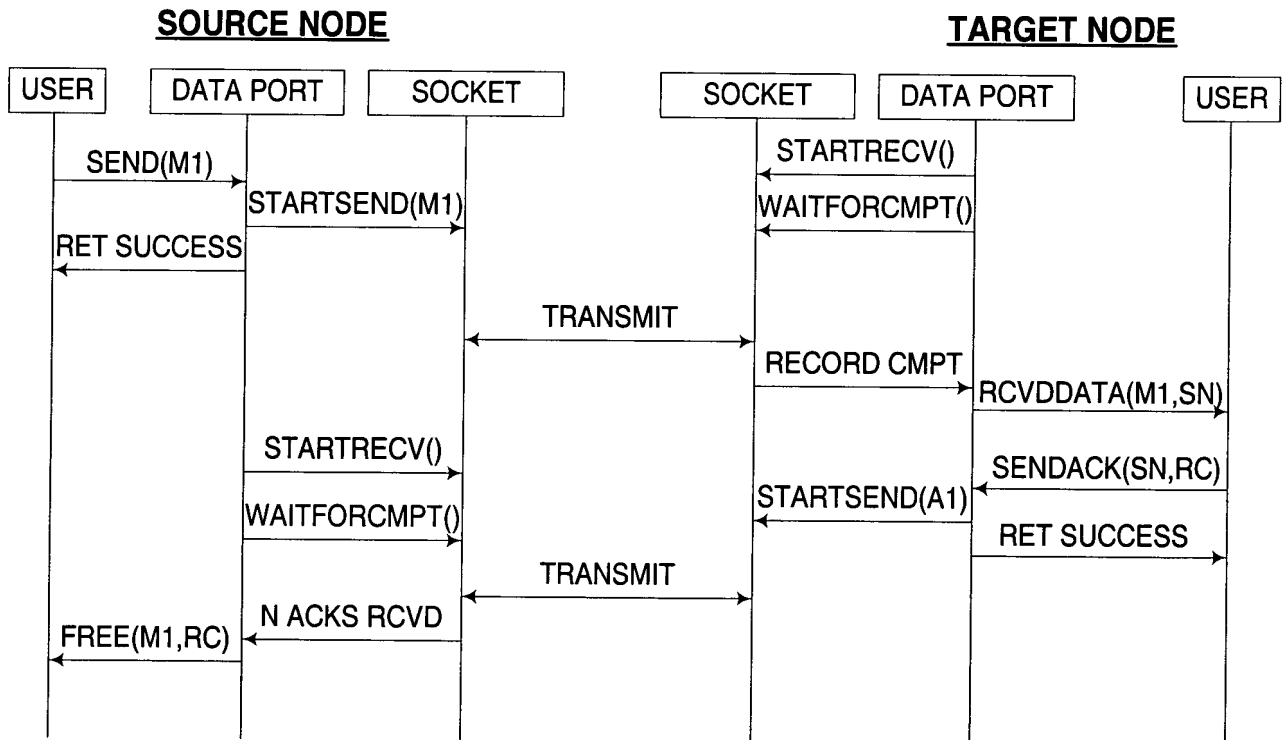 SOURCE NODE
TARGET NODE
USER
DATA PORT
SOCKET
SOCKET
DATA PORT
USER
STARTRECV()
SEND(M1)
STARTSEND(M1)
WAITFORCMPT()
RET SUCCESS
TRANSMIT
RECORD CMPT
RCVDDATA(M1,SN)
STARTRECV()
SENDACK(SN,RC)
STARTSEND(A1)
WAITFORCMPT()
RET SUCCESS
TRANSMIT
N ACKS RCVD
FREE(M1,RC)